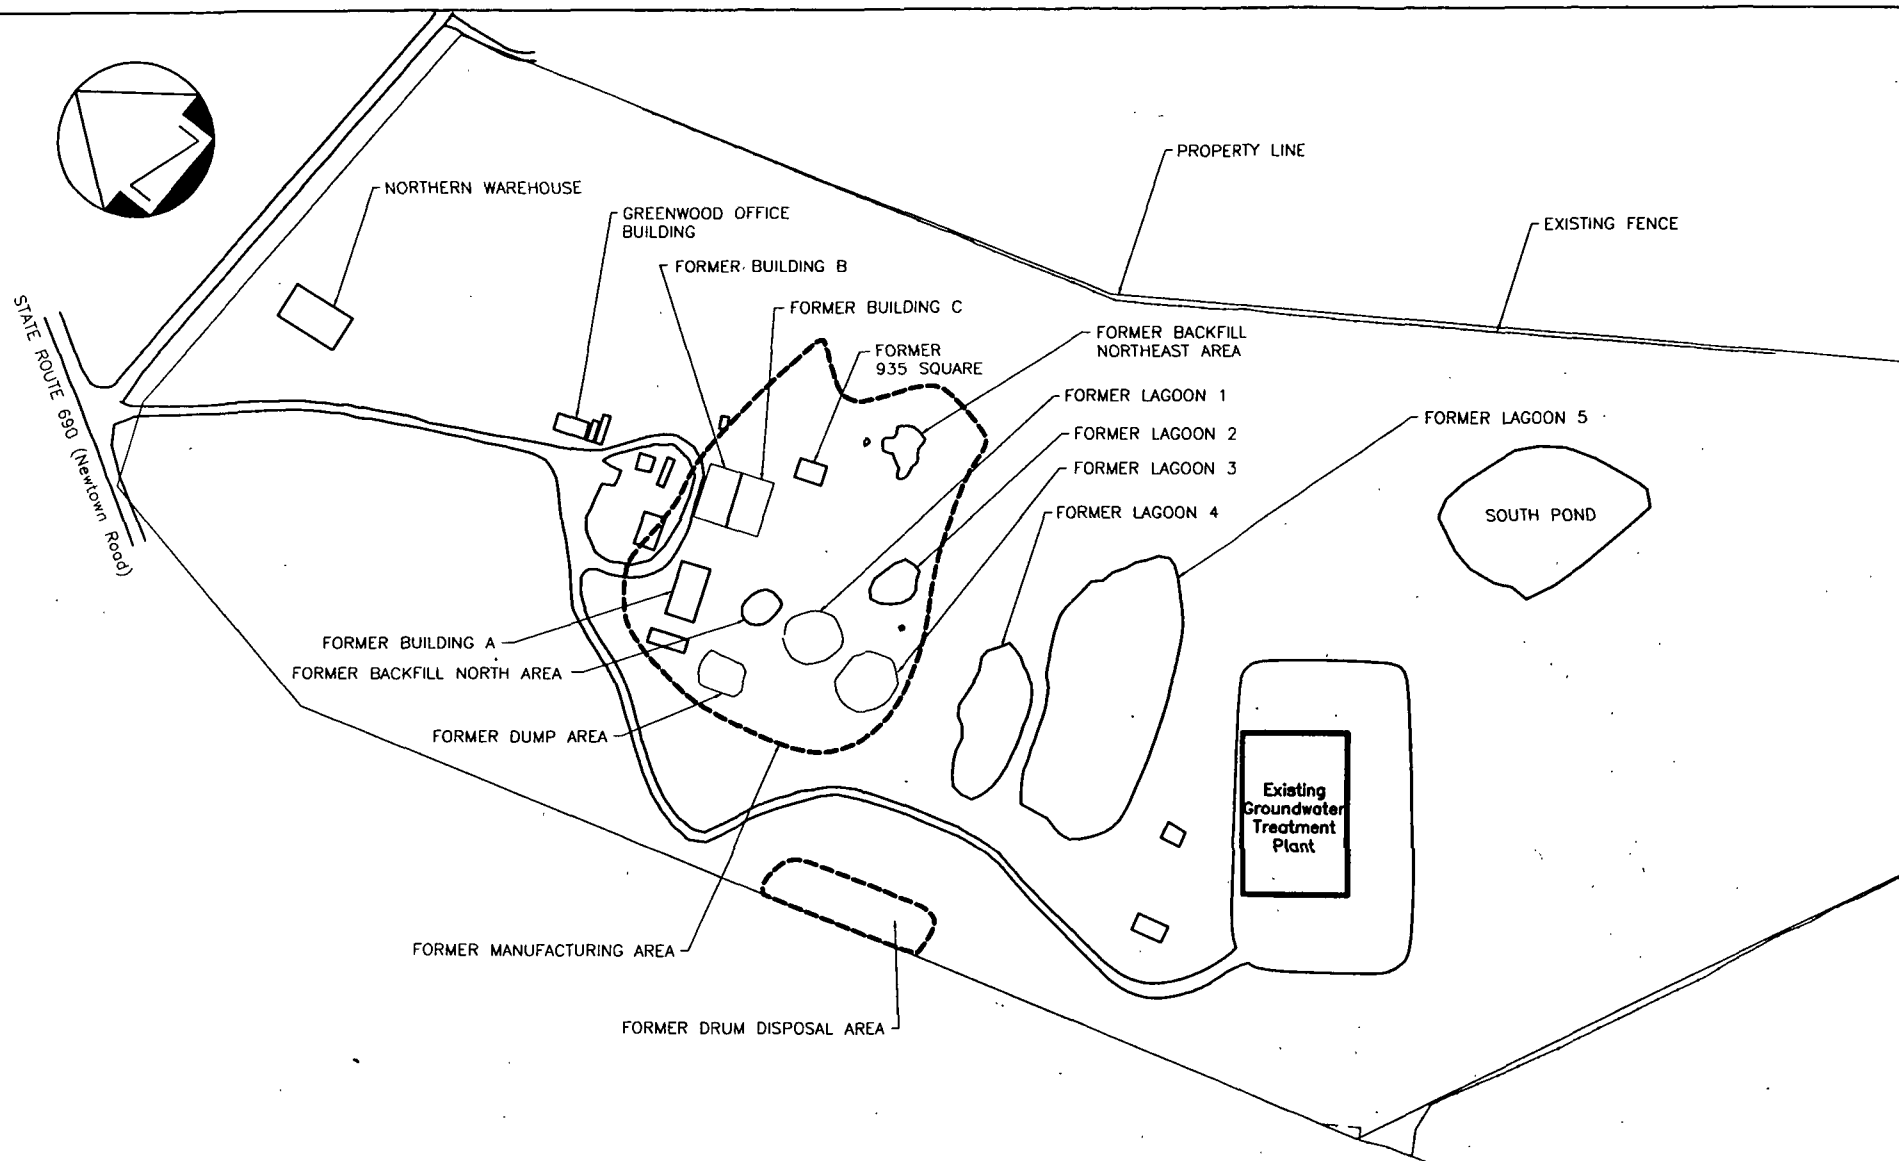 PROPERTY LINE
NORTHERN WAREHOUSE
GREENWOOD OFFICE
BUILDING
EXISTING FENCE
FORMER BUILDING B
FORMER BUILDING C
STATE ROUTE 690 (Newtown Road)
FORMER BACKFILL
NORTHEAST AREA
FORMER
935 SQUARE
FORMER LAGOON 1
FORMER LAGOON 5
FORMER LAGOON 2
FORMER LAGOON 3
FORMER LAGOON 4
SOUTH POND
FORMER BUILDING A
FORMER BACKFILL NORTH AREA
FORMER DUMP AREA
Existing
Groundwater
Treatment
Plant
FORMER MANUFACTURING AREA
FORMER DRUM DISPOSAL AREA